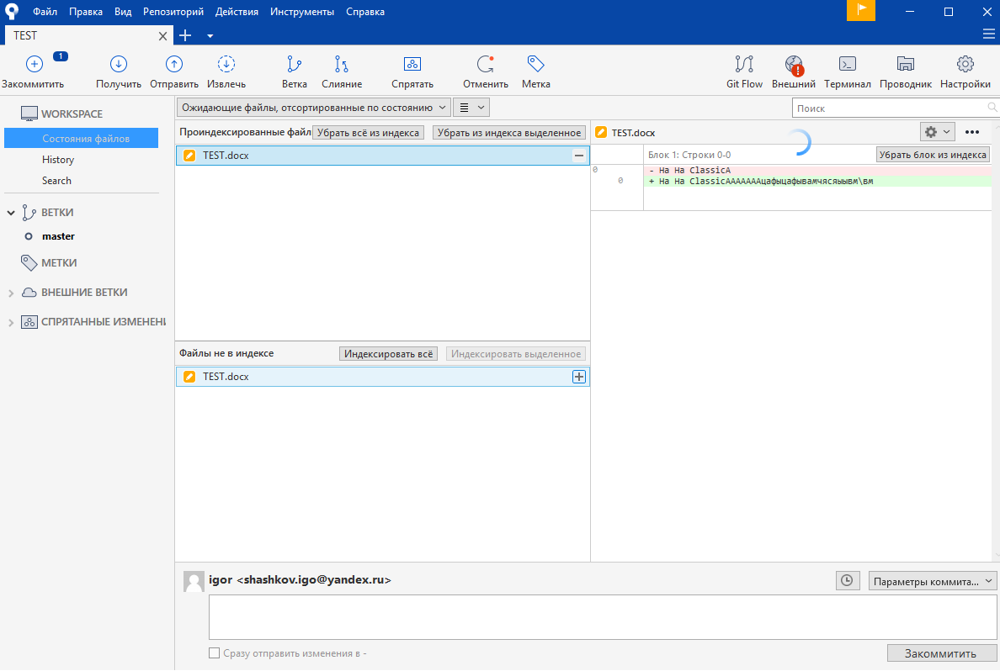 Файл Правка Вид Репозиторий Действия Инструменты Справка
TEST
1
Закоммитить Получить Отправить Извлечь Ветка Слияние Спрятать Отменить Метка Git Flow Внешний Терминал Проводник Настройки
WORKSPACE
Состояния файлов
History
Search
ВЕТКИ
master
МЕТКИ
ВНЕШНИЕ ВЕТКИ
СПРЯТАННЫЕ ИЗМЕНЕНИ
Ожидающие файлы, отсортированные по состоянию
Поиск
Проиндексированные файл Убрать всё из индекса Убрать из индекса выделенное
TEST.docx
Файлы не в индексе Индексировать всё Индексировать выделенное
TEST.docx
TEST.docx
Блок 1: Строки 0-0 Убрать блок из индекса
0 - На На ClassicA
0 + На На ClassicAAAAAAAцафыцафывамчясяыывм\вм
igor <shashkov.igo@yandex.ru>
Параметры коммита...
Сразу отправить изменения в -
Закоммитить